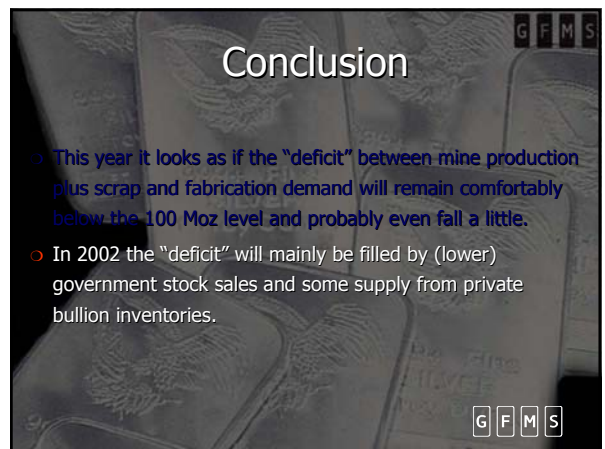 G F M S
Conclusion
This year it looks as if the “deficit” between mine production
plus scrap and fabrication demand will remain comfortably
below the 100 Moz level and probably even fall a little.
In 2002 the “deficit” will mainly be filled by (lower)
government stock sales and some supply from private
bullion inventories.
SILVER
G F M S